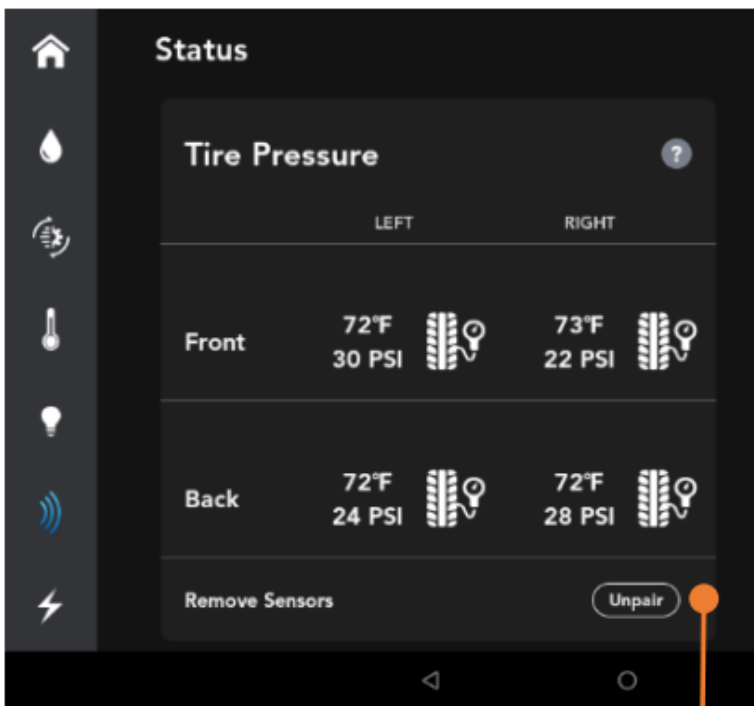 Status
Tire Pressure ?
LEFT RIGHT
Front 72°F 73°F
30 PSI 22 PSI
Back 72°F 72°F
24 PSI 28 PSI
Remove Sensors Unpair